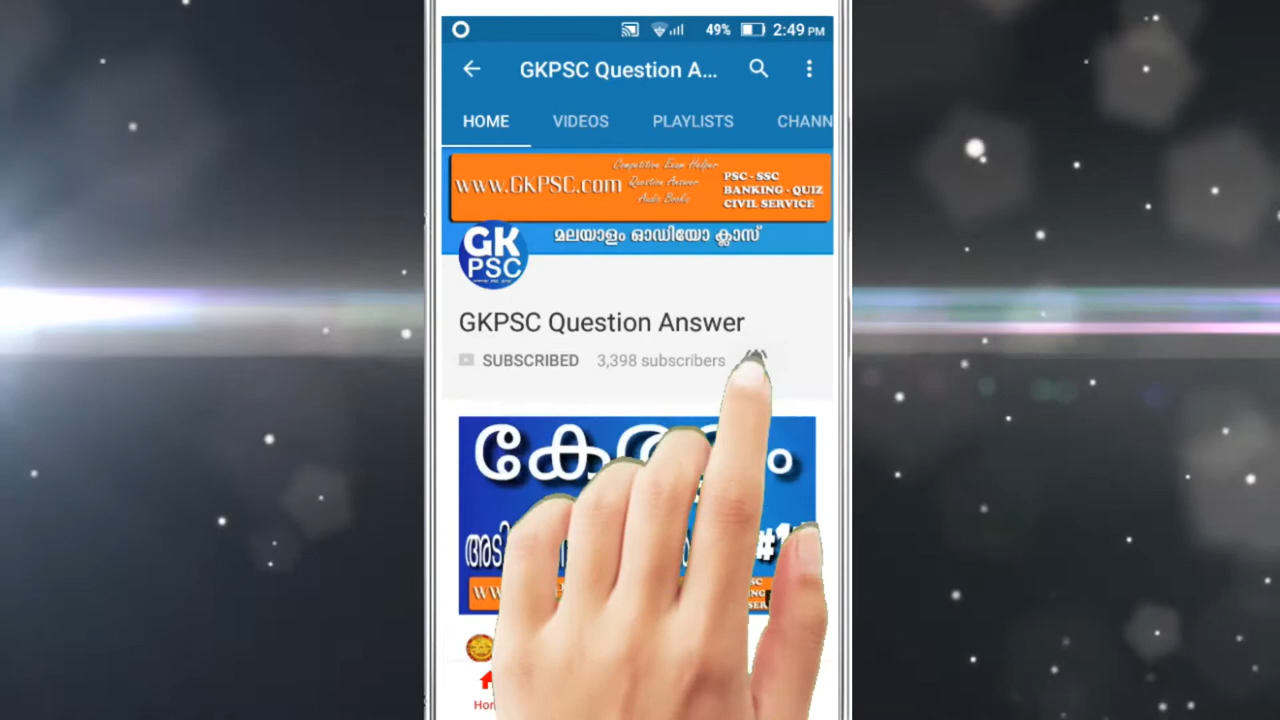 49% 2:49 PM
GKPSC Question A...
HOME VIDEOS PLAYLISTS CHANN
www.GKPSC.com
Competitive Exam Helper
Question Answer
Audio Books
PSC - SSC
BANKING - QUIZ
CIVIL SERVICE
GK
PSC
മലയാളം ഓഡിയോ ക്ലാസ്
GKPSC Question Answer
SUBSCRIBED 3,398 subscribers